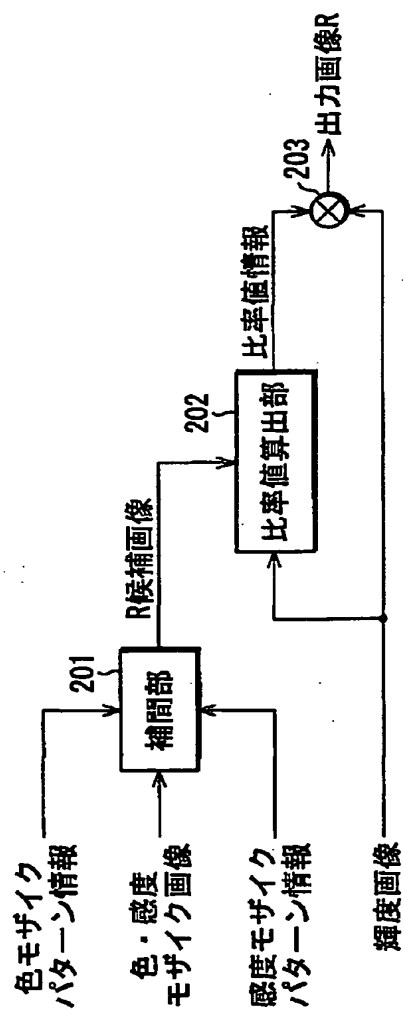 色モザイク
パターン情報
色・感度
モザイク画像
感度モザイク
パターン情報
輝度画像
201
補間部
R候補画像
202
比率値算出部
比率値情報
203
出力画像R